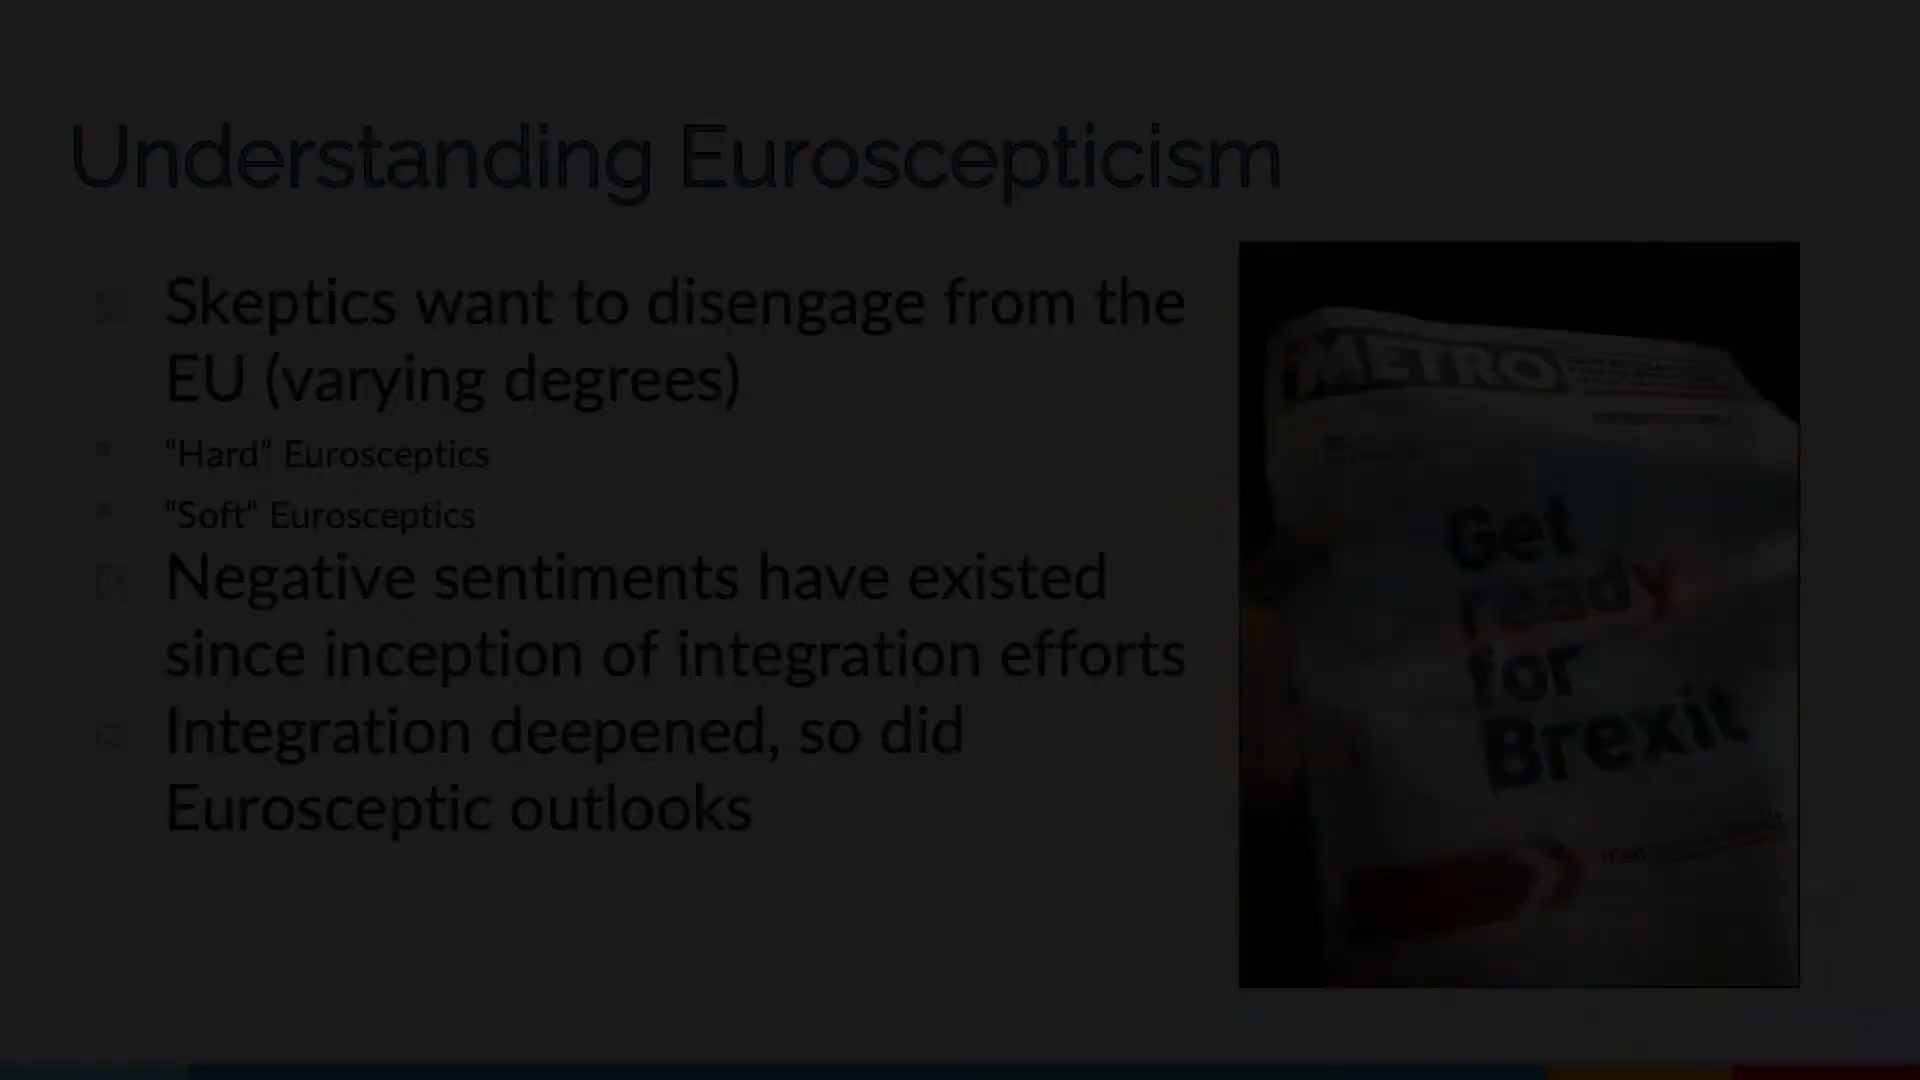 Understanding Euroscepticism
Skeptics want to disengage from the
EU (varying degrees)
“Hard” Eurosceptics
“Soft” Eurosceptics
Negative sentiments have existed
since inception of integration efforts
Integration deepened, so did
Eurosceptic outlooks
METRO
Get
ready
for
Brexit